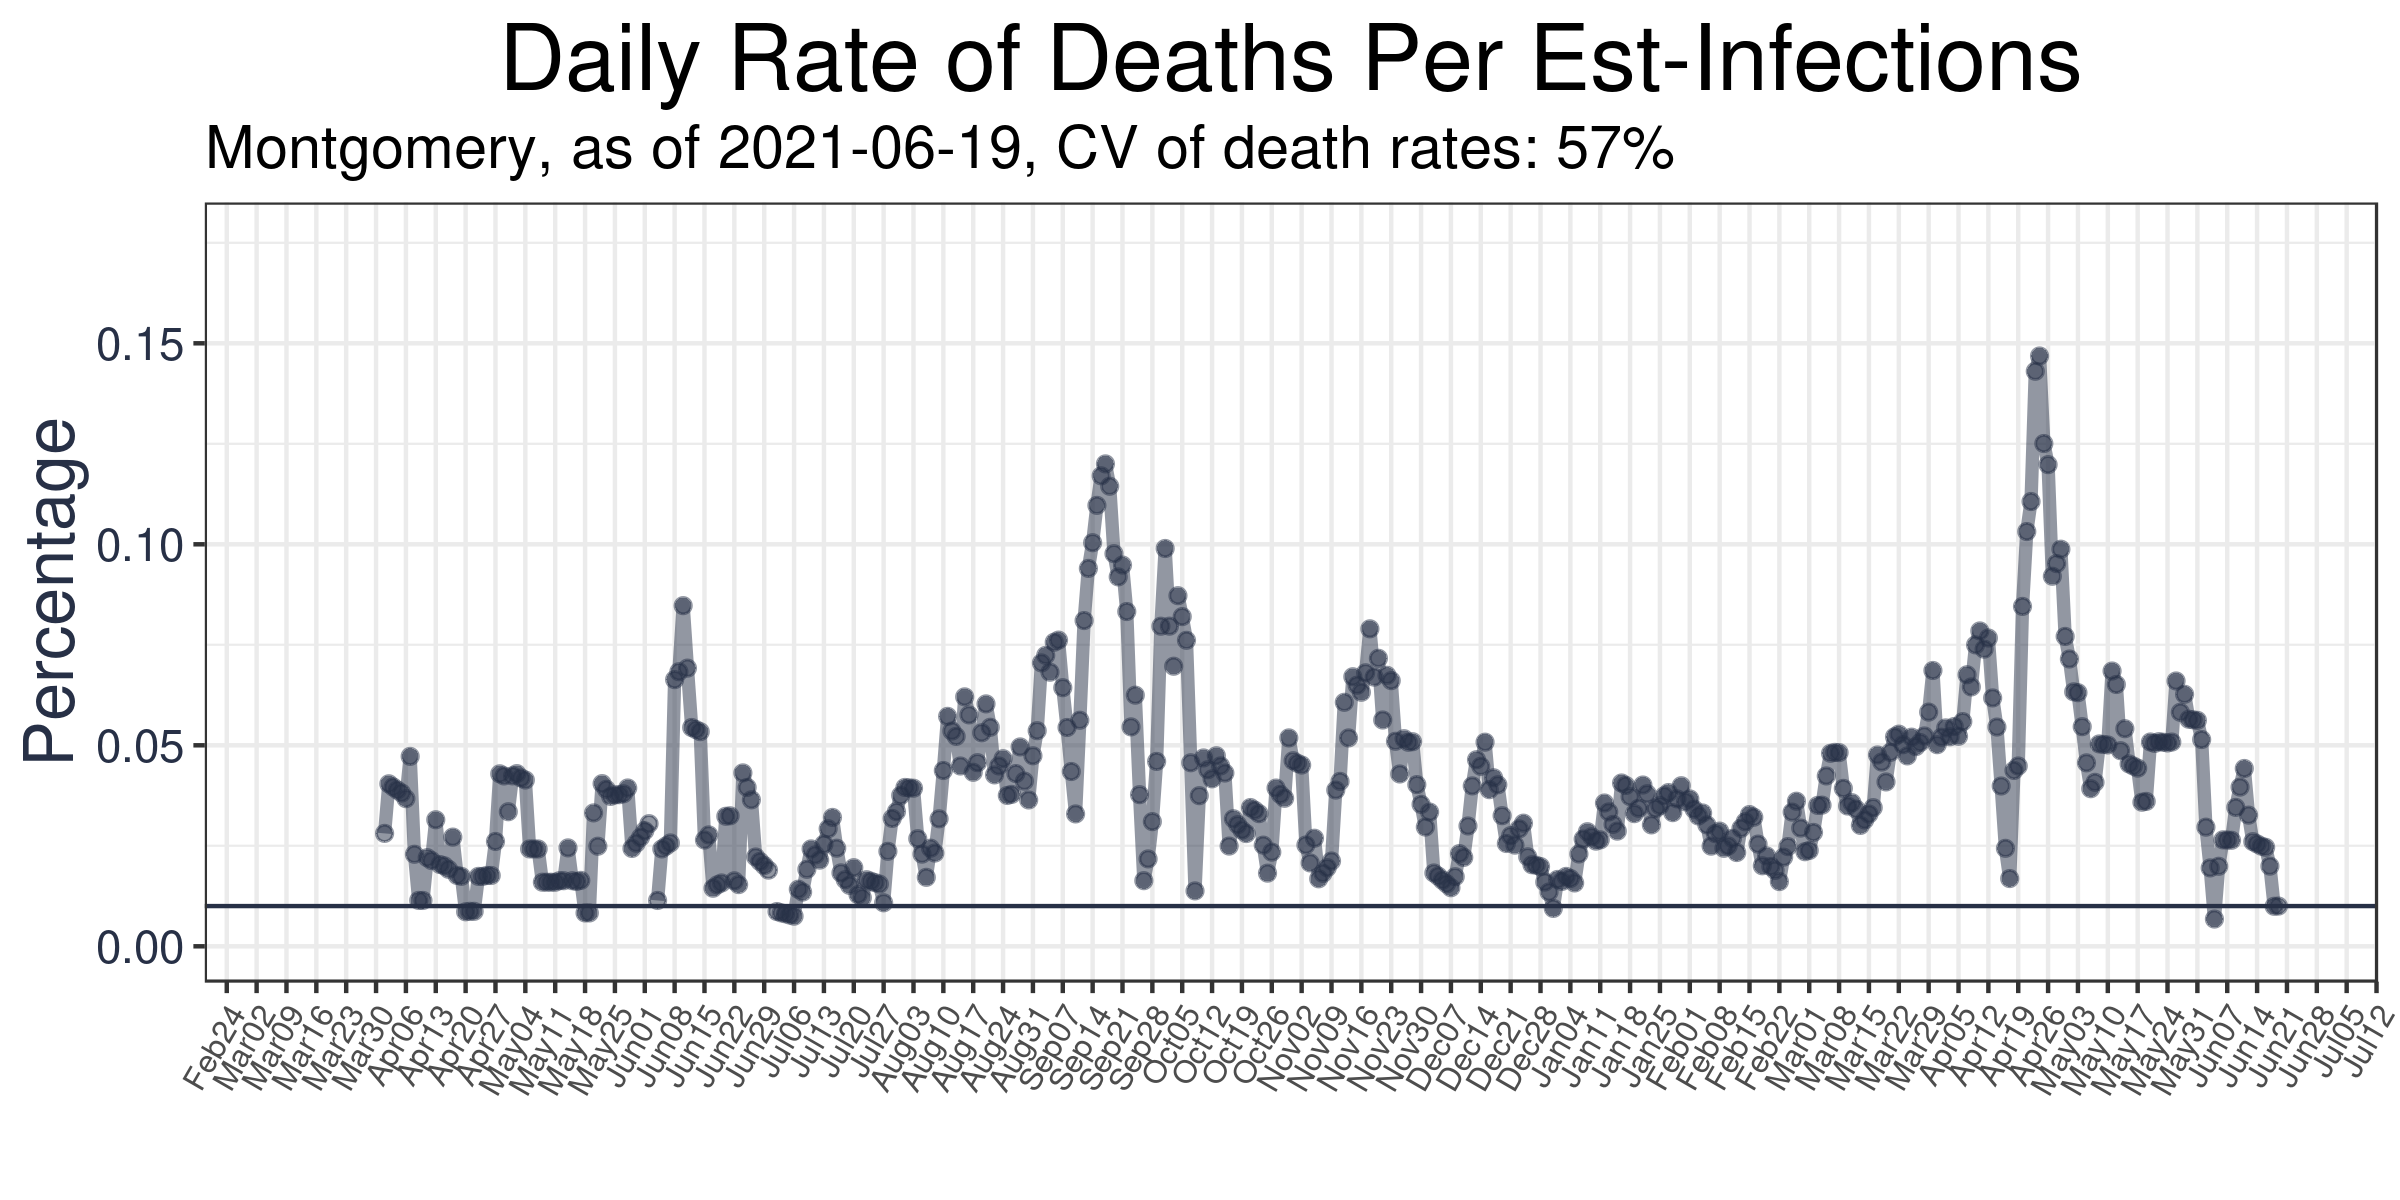 Daily Rate of Deaths Per Est-Infections
Montgomery, as of 2021-06-19, CV of death rates: 57%
Percentage
0.15
0.10
0.05
0.00
Feb24
Mar02
Mar09
Mar16
Mar23
Mar30
Apr06
Apr13
Apr20
Apr27
May04
May11
May18
May25
Jun01
Jun08
Jun15
Jun22
Jun29
Jul06
Jul13
Jul20
Jul27
Aug03
Aug10
Aug17
Aug24
Aug31
Sep07
Sep14
Sep21
Sep28
Oct05
Oct12
Oct19
Oct26
Nov02
Nov09
Nov16
Nov23
Nov30
Dec07
Dec14
Dec21
Dec28
Jan04
Jan11
Jan18
Jan25
Feb01
Feb08
Feb15
Feb22
Mar01
Mar08
Mar15
Mar22
Mar29
Apr05
Apr12
Apr19
Apr26
May03
May10
May17
May24
May31
Jun07
Jun14
Jun21
Jun28
Jul05
Jul12